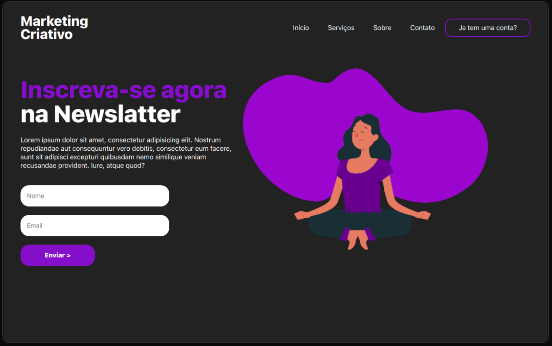 Marketing
Criativo
Início Serviços Sobre Contato Ja tem uma conta?
Inscreva-se agora
na Newslatter
Lorem ipsum dolor sit amet, consectetur adipisicing elit. Nostrum
repudiandae aut consequuntur vero debitis, consectetur eum facere,
sunt sit adipisci excepturi quibusdam nemo similique veniam
recusandae provident. Iure, atque quod?
Nome
Email
Enviar >